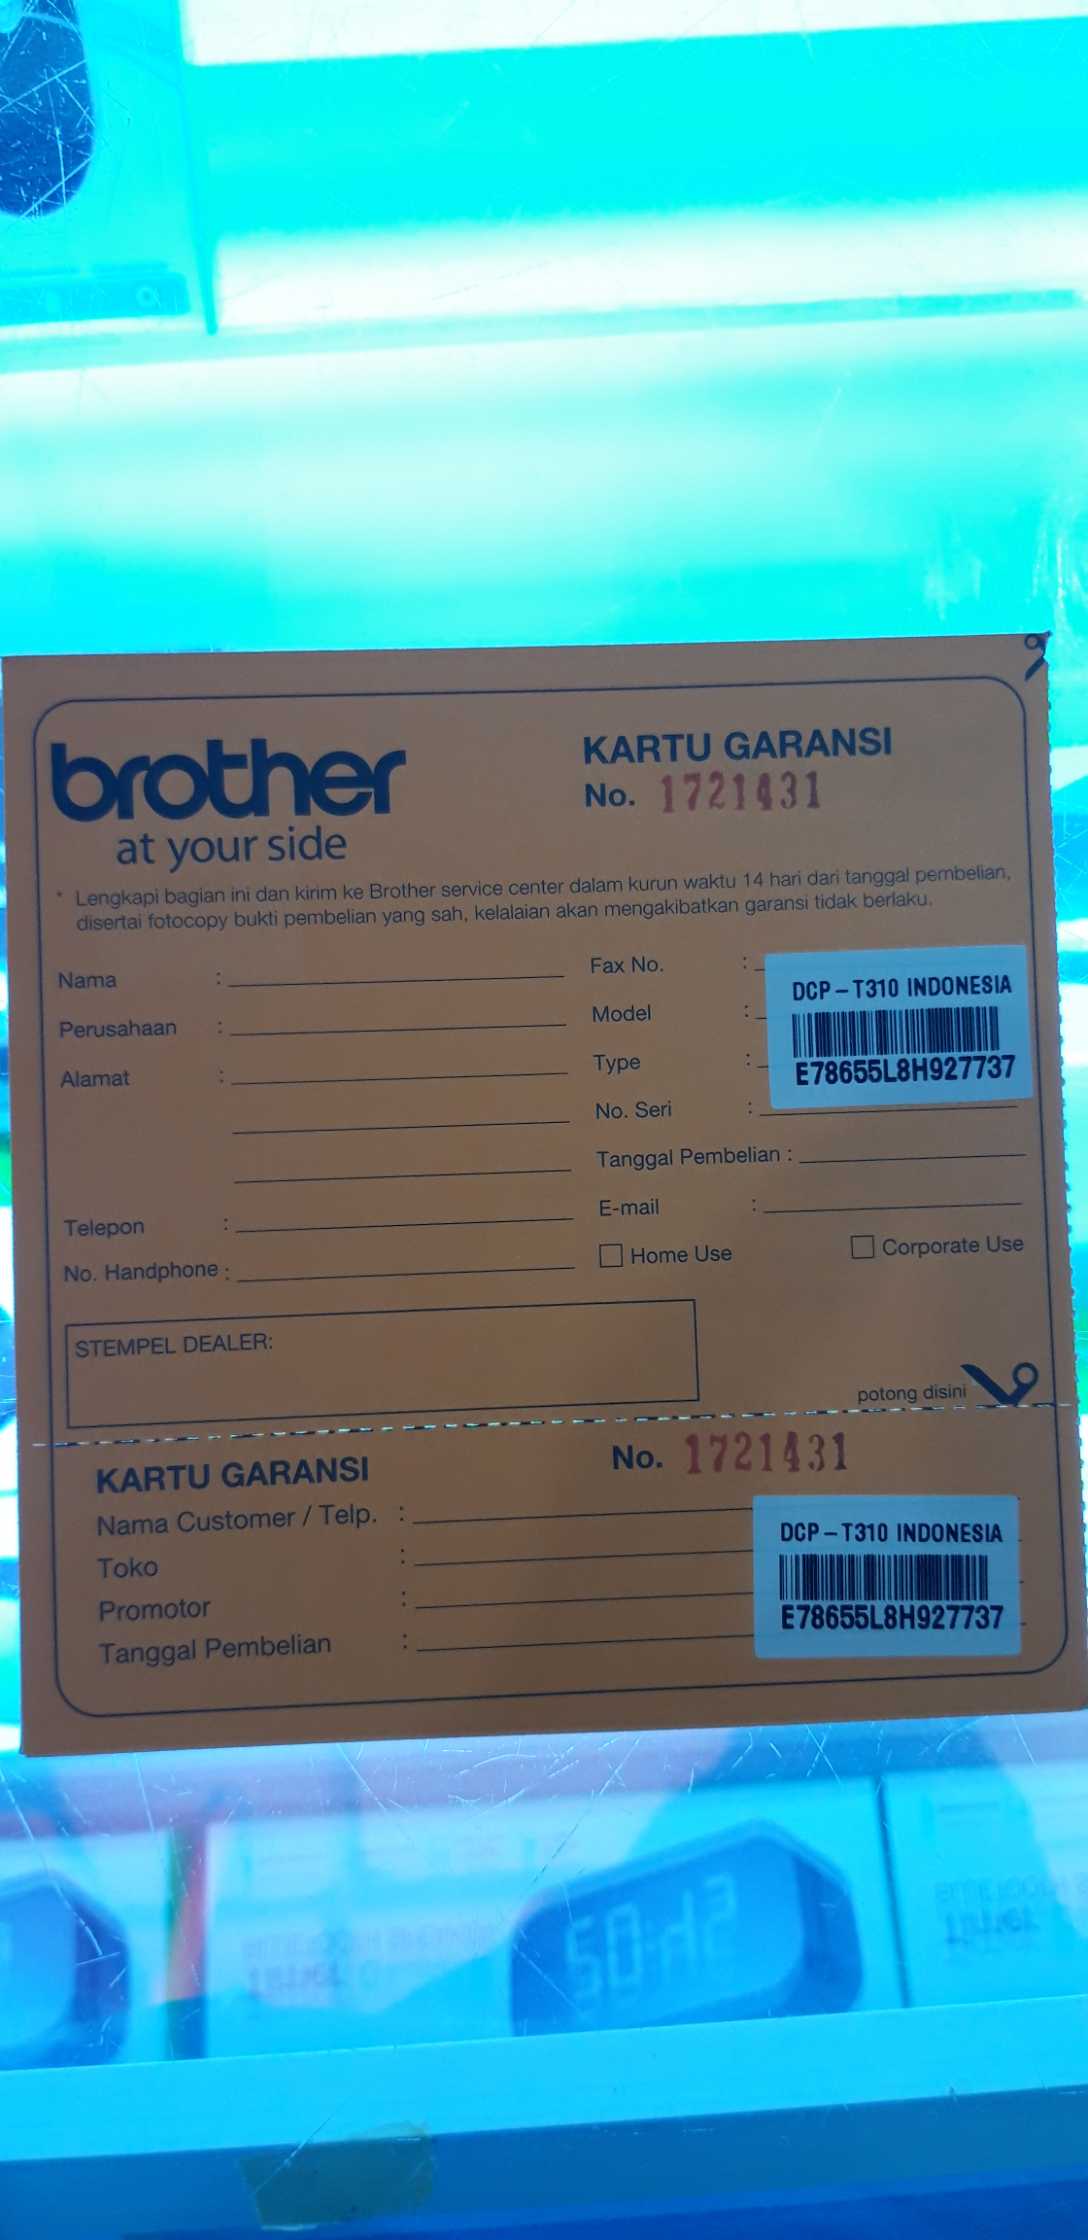 brother
at your side
KARTU GARANSI
No. 1721431
* Lengkapi bagian ini dan kirim ke Brother service center dalam kurun waktu 14 hari dari tanggal pembelian,
disertai fotocopy bukti pembelian yang sah, kelalaian akan mengakibatkan garansi tidak berlaku.
Nama :
Perusahaan :
Alamat :
Telepon :
No. Handphone :
Fax No. :
Model :
Type :
No. Seri :
Tanggal Pembelian :
E-mail :
Home Use
Corporate Use
DCP-T310 INDONESIA
E78655L8H927737
STEMPEL DEALER:
potong disini
KARTU GARANSI
No. 1721431
Nama Customer / Telp. :
Toko :
Promotor :
Tanggal Pembelian :
DCP-T310 INDONESIA
E78655L8H927737